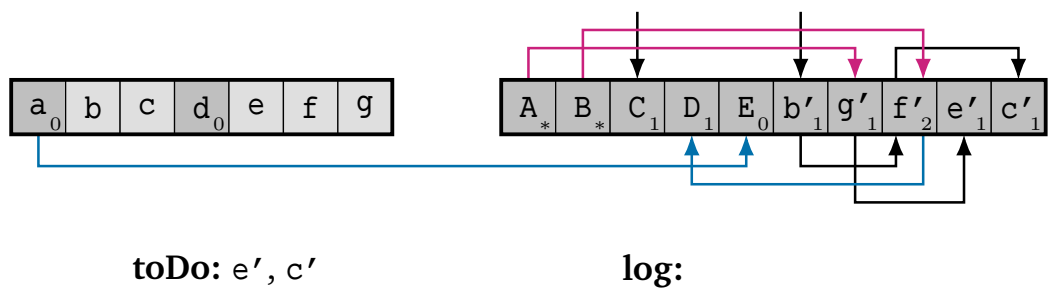 a₀ b c d₀ e f g A* B* C₁ D₁ E₀ b′₁ g′₁ f′₂ e′₁ c′₁
toDo: e′, c′ log: